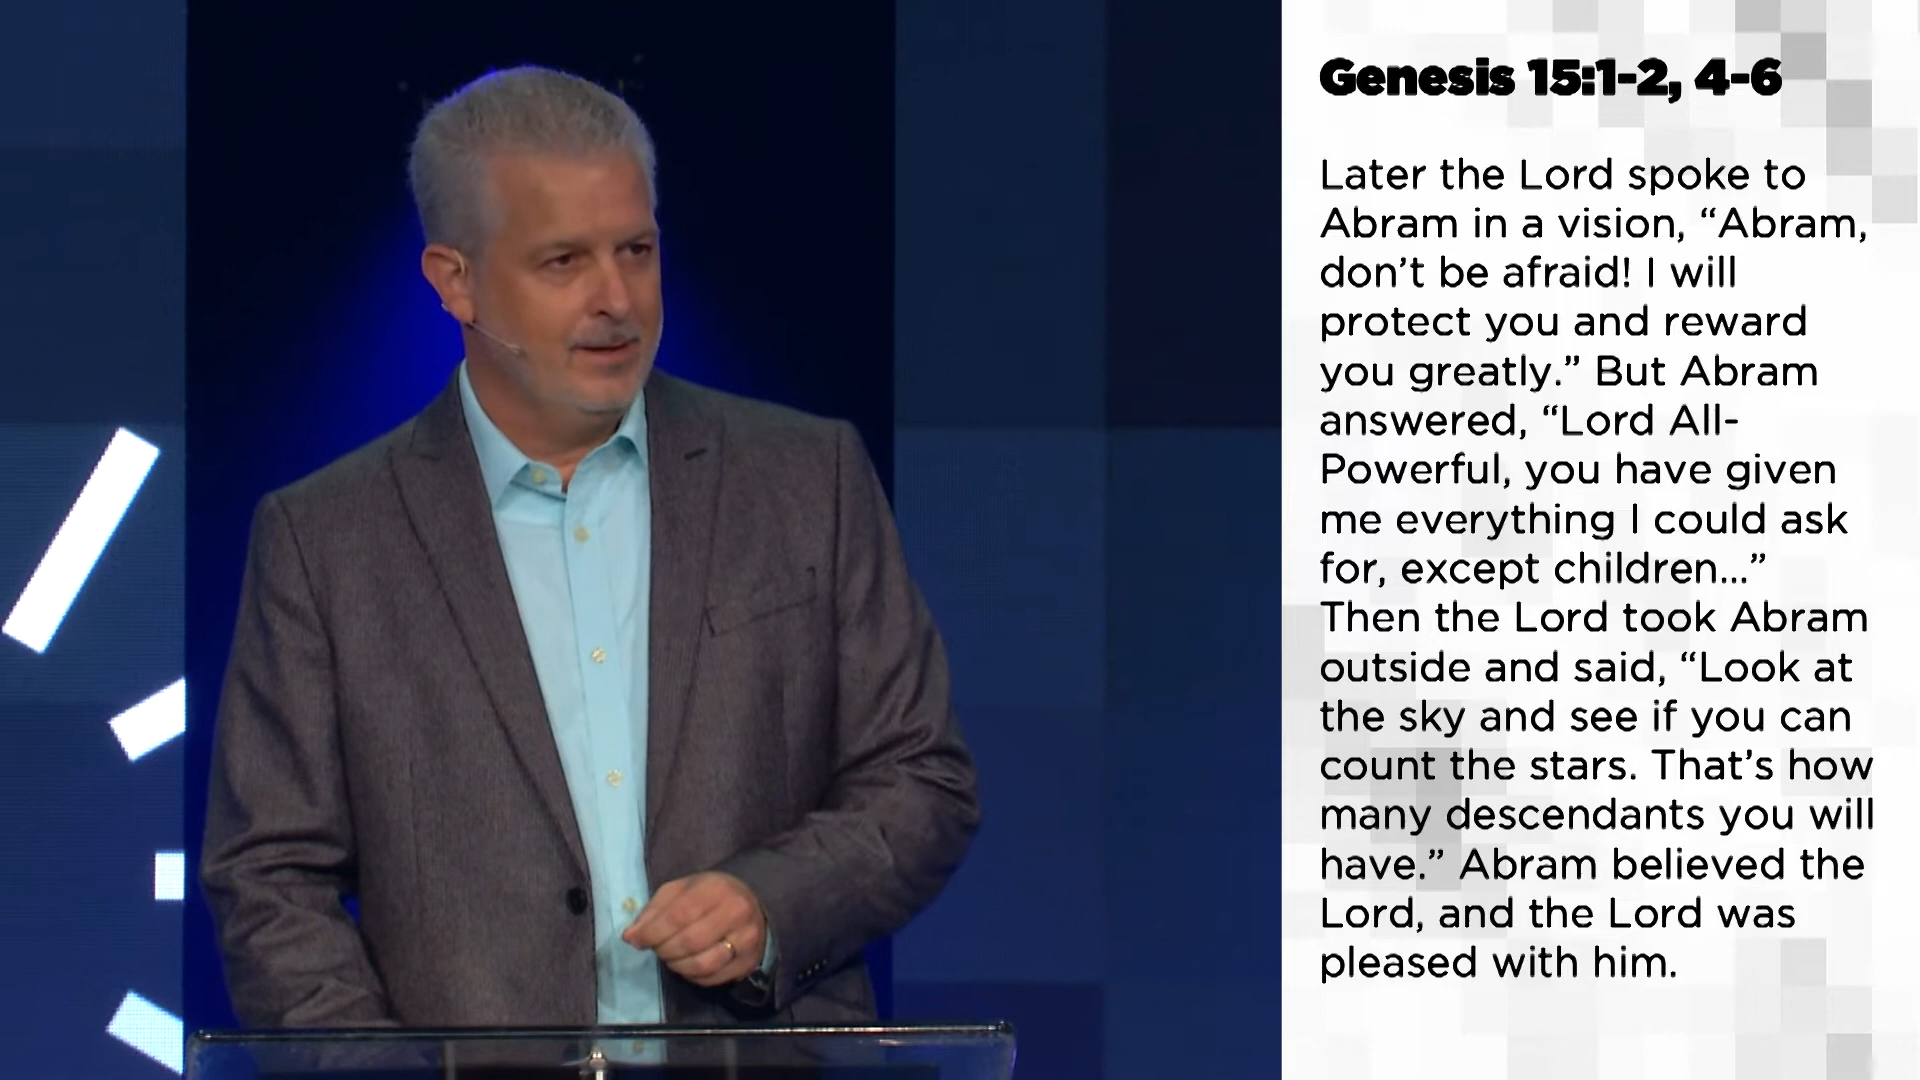 Genesis 15:1-2, 4-6
Later the Lord spoke to
Abram in a vision, “Abram,
don’t be afraid! I will
protect you and reward
you greatly.” But Abram
answered, “Lord All-
Powerful, you have given
me everything I could ask
for, except children...”
Then the Lord took Abram
outside and said, “Look at
the sky and see if you can
count the stars. That’s how
many descendants you will
have.” Abram believed the
Lord, and the Lord was
pleased with him.